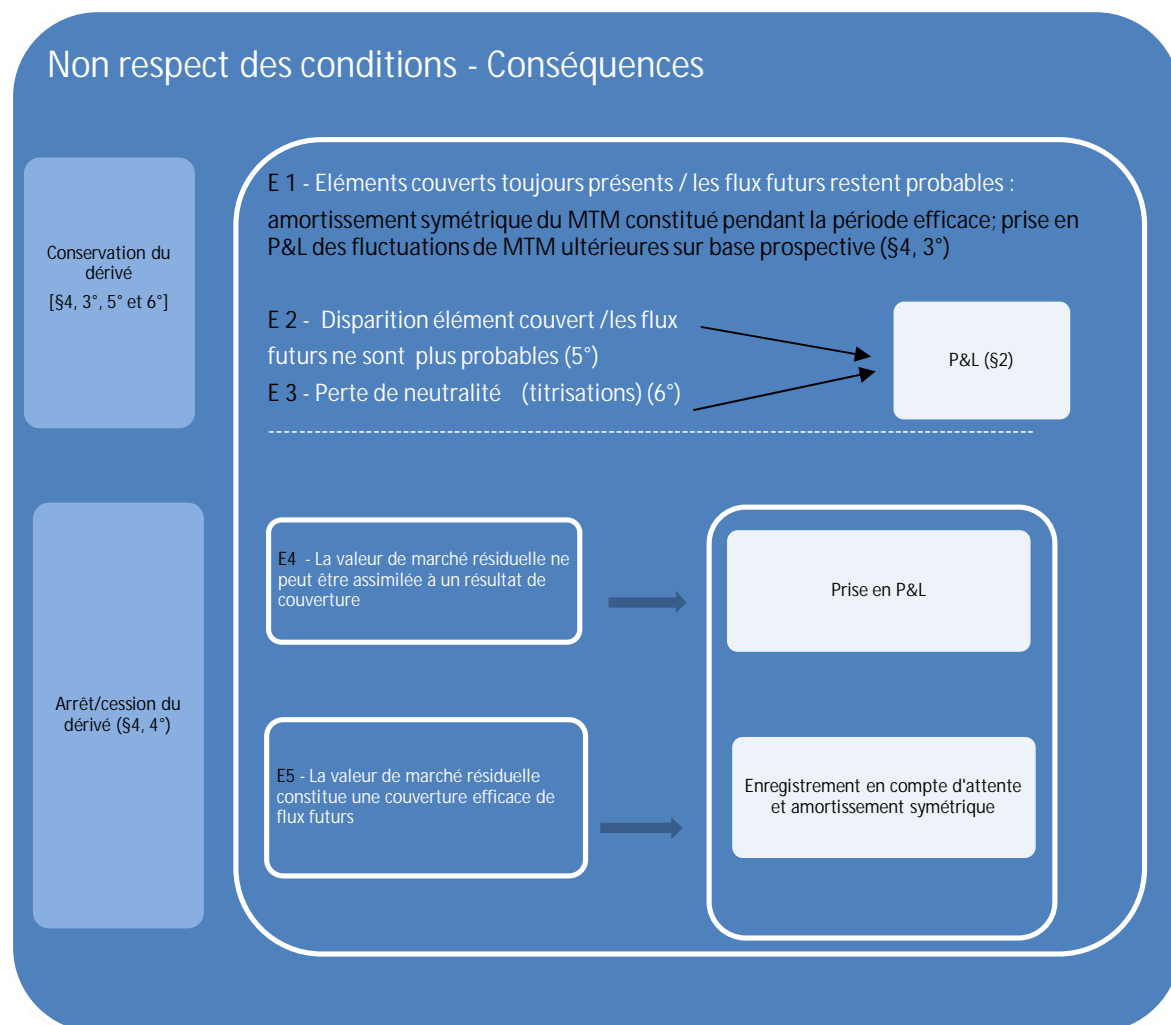 Non respect des conditions - Conséquences
Conservation du
dérivé
[§4, 3°, 5° et 6°]
E 1 - Eléments couverts toujours présents / les flux futurs restent probables :
amortissement symétrique du MTM constitué pendant la période efficace; prise en
P&L des fluctuations de MTM ultérieures sur base prospective (§4, 3°)
E 2 - Disparition élément couvert /les flux
futurs ne sont plus probables (5°)
E 3 - Perte de neutralité (titrisations) (6°)
P&L (§2)
Arrêt/cession du
dérivé (§4, 4°)
E4 - La valeur de marché résiduelle ne
peut être assimilée à un résultat de
couverture
Prise en P&L
E5 - La valeur de marché résiduelle
constitue une couverture efficace de
flux futurs
Enregistrement en compte d'attente
et amortissement symétrique